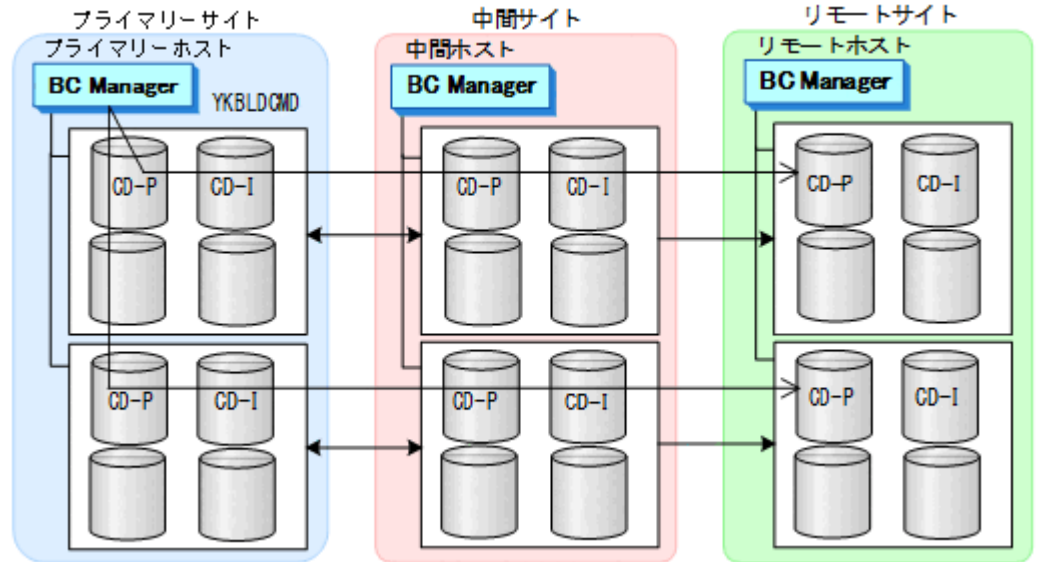 プライマリーサイト
中間サイト
リモートサイト
プライマリーホスト
中間ホスト
リモートホスト
BC Manager
BC Manager
BC Manager
YKBLDCMD
CD-P
CD-I
CD-P
CD-I
CD-P
CD-I
CD-P
CD-I
CD-P
CD-I
CD-P
CD-I